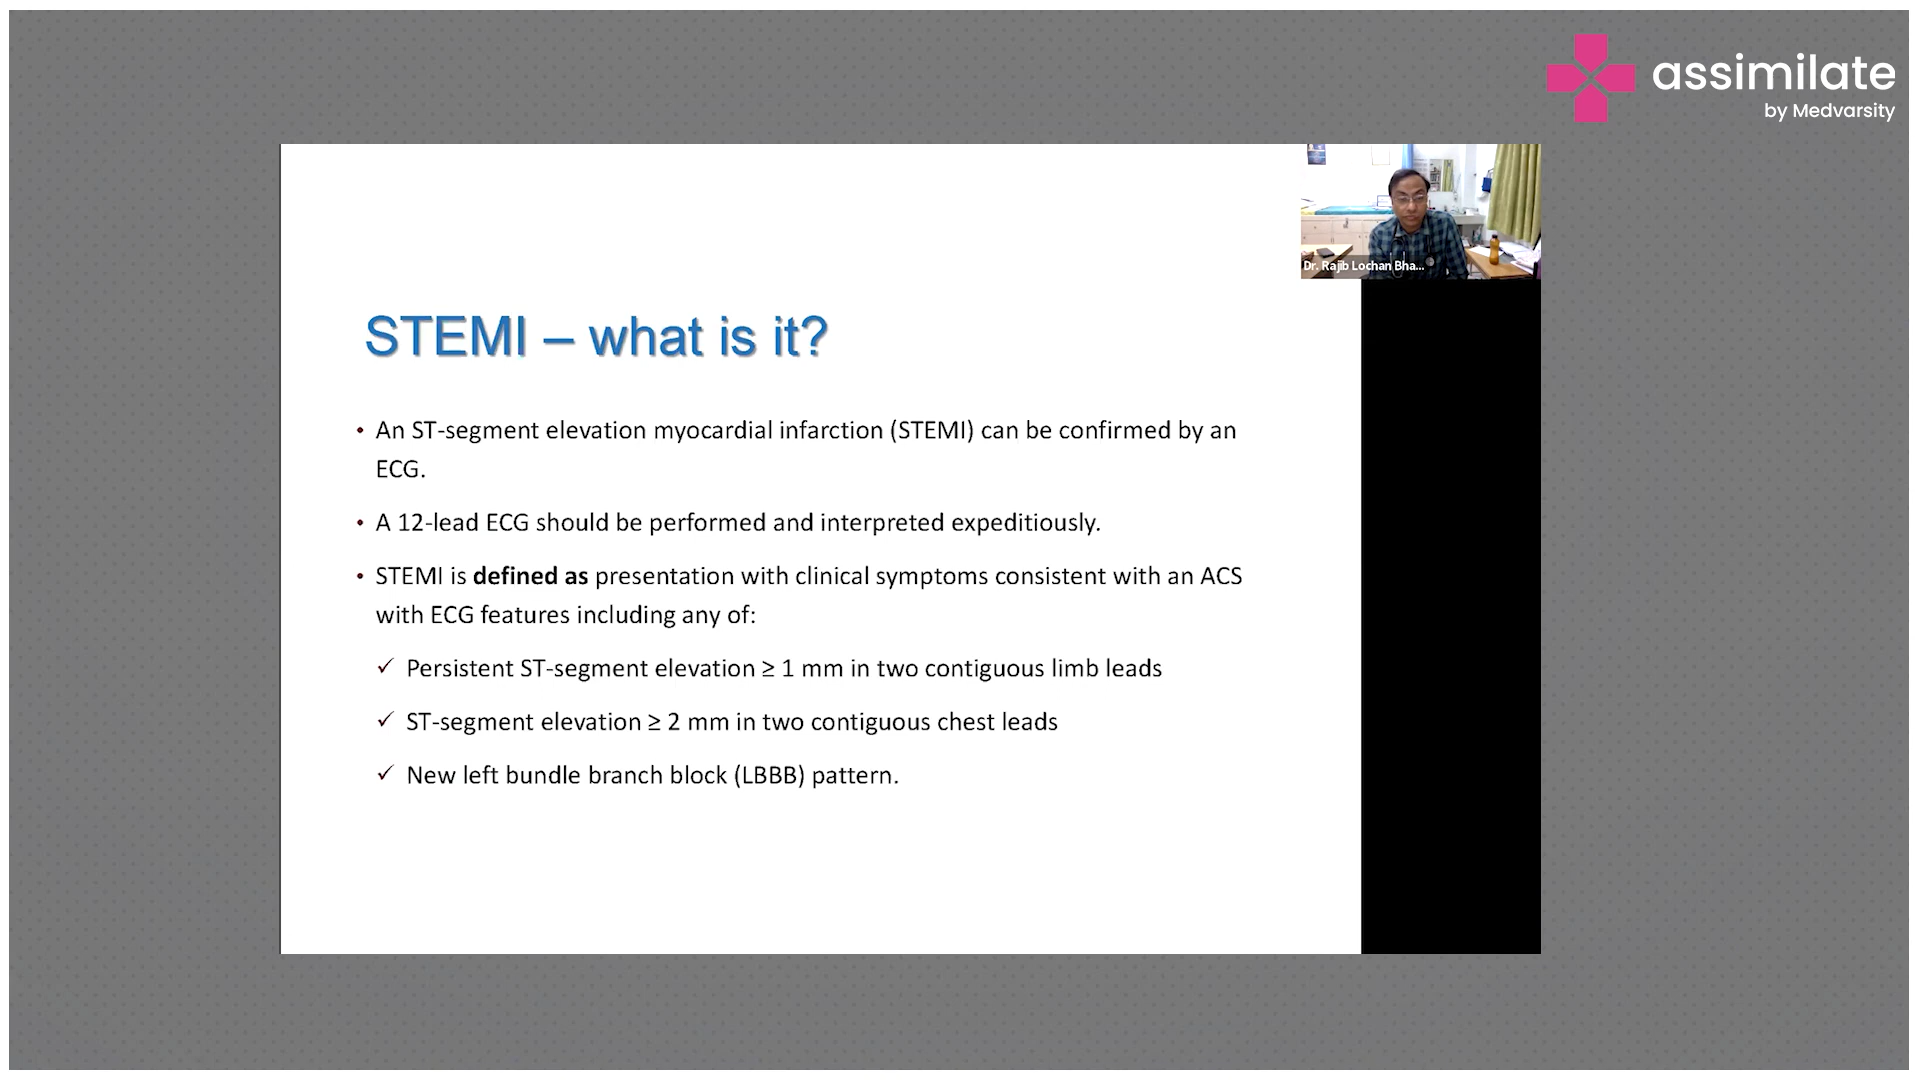 assimilate
by Medvarsity
Dr. Rajib Lochan Bha...
STEMI – what is it?
• An ST-segment elevation myocardial infarction (STEMI) can be confirmed by an
ECG.
• A 12-lead ECG should be performed and interpreted expeditiously.
• STEMI is defined as presentation with clinical symptoms consistent with an ACS
with ECG features including any of:
✓ Persistent ST-segment elevation ≥ 1 mm in two contiguous limb leads
✓ ST-segment elevation ≥ 2 mm in two contiguous chest leads
✓ New left bundle branch block (LBBB) pattern.